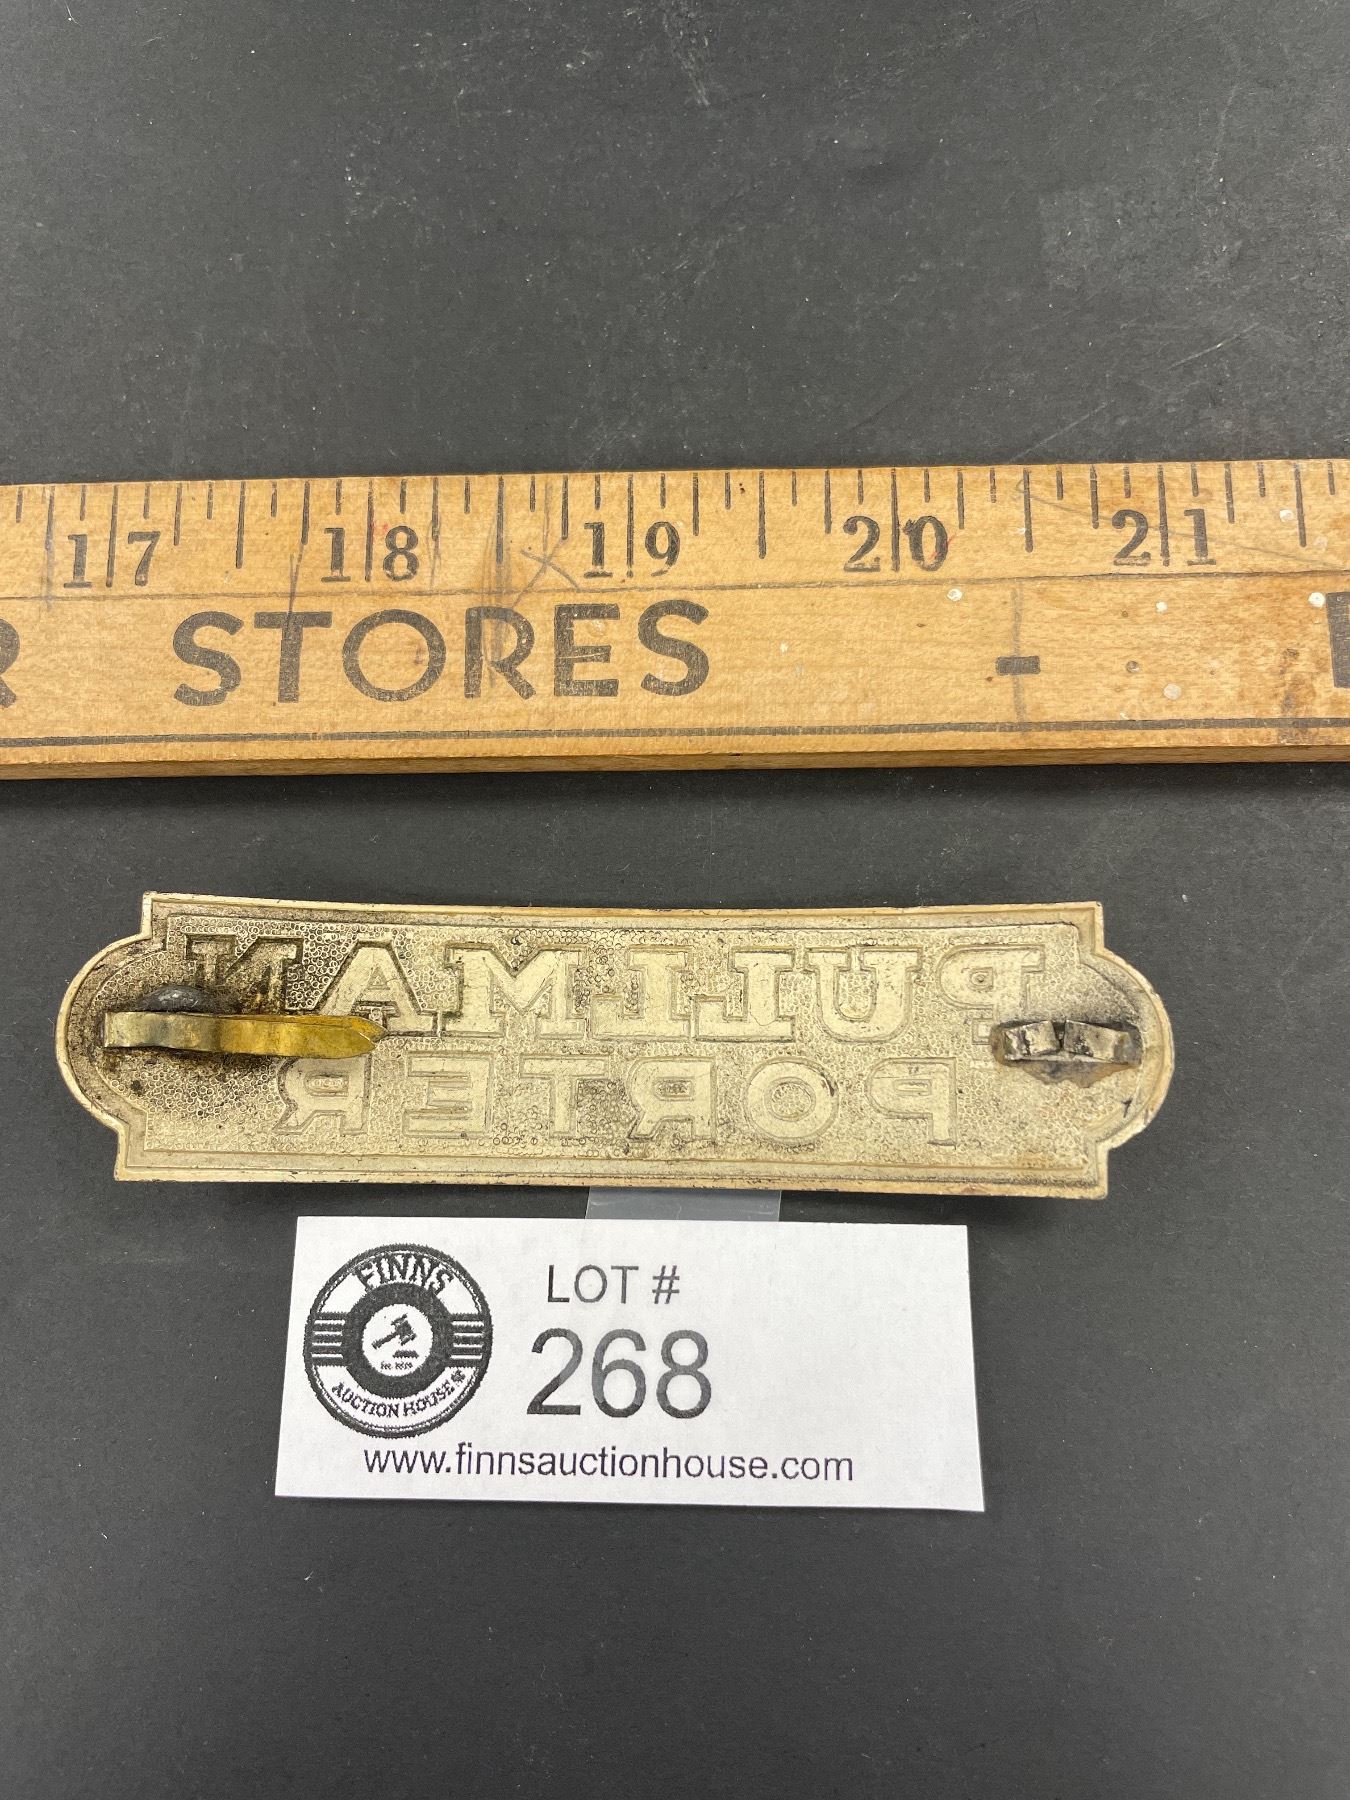 17 18 19 20 21
R STORES -
PULLMAN
PORTER
FINNS
AUCTION HOUSE
LOT #
268
www.finnsauctionhouse.com